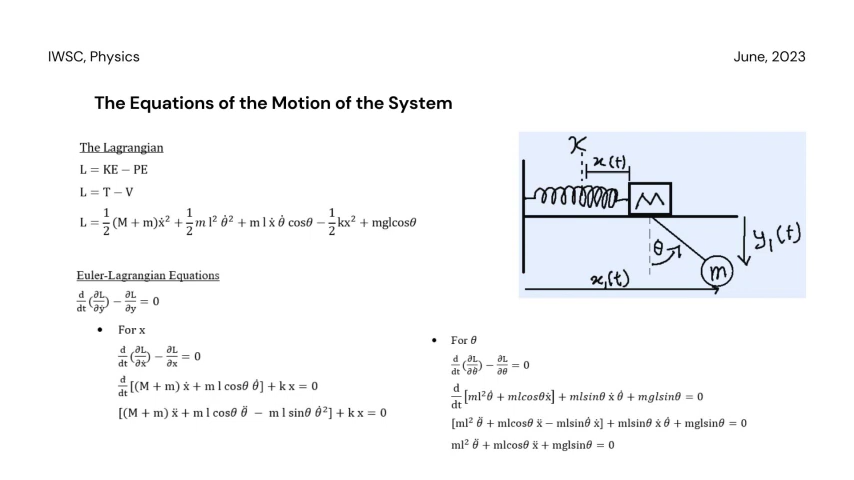 IWSC, Physics
June, 2023
The Equations of the Motion of the System
The Lagrangian
L = KE − PE
L = T − V
L = 1/2 (M + m)ẋ² + 1/2 m l² θ̇² + m l ẋ θ̇ cosθ − 1/2 kx² + mglcosθ
x
x(t)
M
θ
m
y₁(t)
x₁(t)
Euler-Lagrangian Equations
d/dt (∂L/∂ẏ) − ∂L/∂y = 0
• For x
d/dt (∂L/∂ẋ) − ∂L/∂x = 0
d/dt [(M + m) ẋ + m l cosθ θ̇] + k x = 0
[(M + m) ẍ + m l cosθ θ̈ − m l sinθ θ̇²] + k x = 0
• For θ
d/dt (∂L/∂θ̇) − ∂L/∂θ = 0
d/dt [ml²θ̇ + mlcosθẋ] + mlsinθ ẋ θ̇ + mglsinθ = 0
[ml² θ̈ + mlcosθ ẍ − mlsinθ̇ ẋ] + mlsinθ ẋ θ̇ + mglsinθ = 0
ml² θ̈ + mlcosθ ẍ + mglsinθ = 0